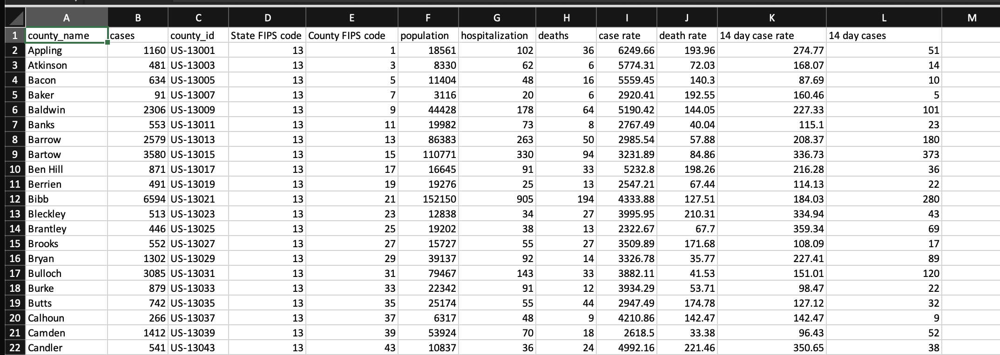 A B C D E F G H I J K L M
1 county_name cases county_id State FIPS code County FIPS code population hospitalization deaths case rate death rate 14 day case rate 14 day cases
2 Appling 1160 US-13001 13 1 18561 102 36 6249.66 193.96 274.77 51
3 Atkinson 481 US-13003 13 3 8330 62 6 5774.31 72.03 168.07 14
4 Bacon 634 US-13005 13 5 11404 48 16 5559.45 140.3 87.69 10
5 Baker 91 US-13007 13 7 3116 20 6 2920.41 192.55 160.46 5
6 Baldwin 2306 US-13009 13 9 44428 178 64 5190.42 144.05 227.33 101
7 Banks 553 US-13011 13 11 19982 73 8 2767.49 40.04 115.1 23
8 Barrow 2579 US-13013 13 13 86383 263 50 2985.54 57.88 208.37 180
9 Bartow 3580 US-13015 13 15 110771 330 94 3231.89 84.86 336.73 373
10 Ben Hill 871 US-13017 13 17 16645 91 33 5232.8 198.26 216.28 36
11 Berrien 491 US-13019 13 19 19276 25 13 2547.21 67.44 114.13 22
12 Bibb 6594 US-13021 13 21 152150 905 194 4333.88 127.51 184.03 280
13 Bleckley 513 US-13023 13 23 12838 34 27 3995.95 210.31 334.94 43
14 Brantley 446 US-13025 13 25 19202 38 13 2322.67 67.7 359.34 69
15 Brooks 552 US-13027 13 27 15727 55 27 3509.89 171.68 108.09 17
16 Bryan 1302 US-13029 13 29 39137 92 14 3326.78 35.77 227.41 89
17 Bulloch 3085 US-13031 13 31 79467 143 33 3882.11 41.53 151.01 120
18 Burke 879 US-13033 13 33 22342 91 12 3934.29 53.71 98.47 22
19 Butts 742 US-13035 13 35 25174 55 44 2947.49 174.78 127.12 32
20 Calhoun 266 US-13037 13 37 6317 48 9 4210.86 142.47 142.47 9
21 Camden 1412 US-13039 13 39 53924 70 18 2618.5 33.38 96.43 52
22 Candler 541 US-13043 13 43 10837 36 24 4992.16 221.46 350.65 38